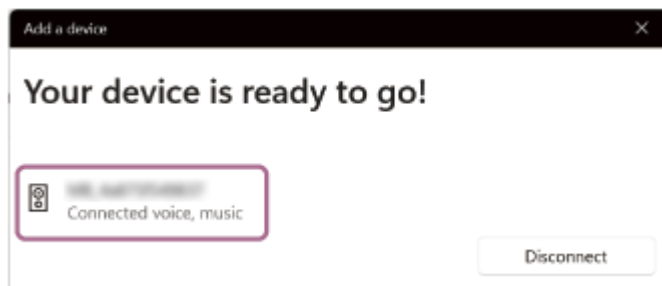 Add a device
Your device is ready to go!
Connected voice, music
Disconnect